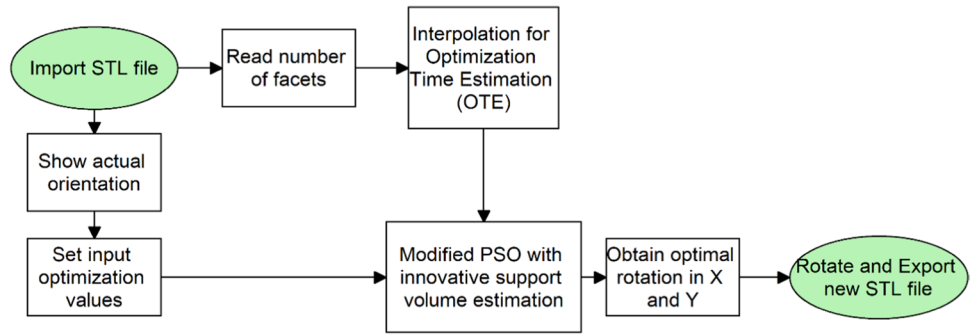 Import STL file
Read number
of facets
Interpolation for
Optimization
Time Estimation
(OTE)
Show actual
orientation
Set input
optimization
values
Modified PSO with
innovative support
volume estimation
Obtain optimal
rotation in X
and Y
Rotate and Export
new STL file